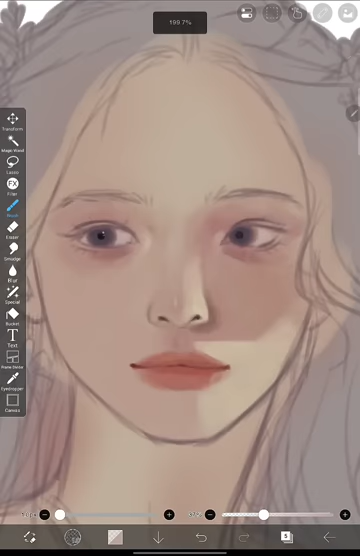 199.7%
Transform
Magic Wand
Lasso
FX
Filter
Brush
Eraser
Smudge
Blur
Special
Bucket
T
Text
Frame Divider
Eyedropper
Canvas
5